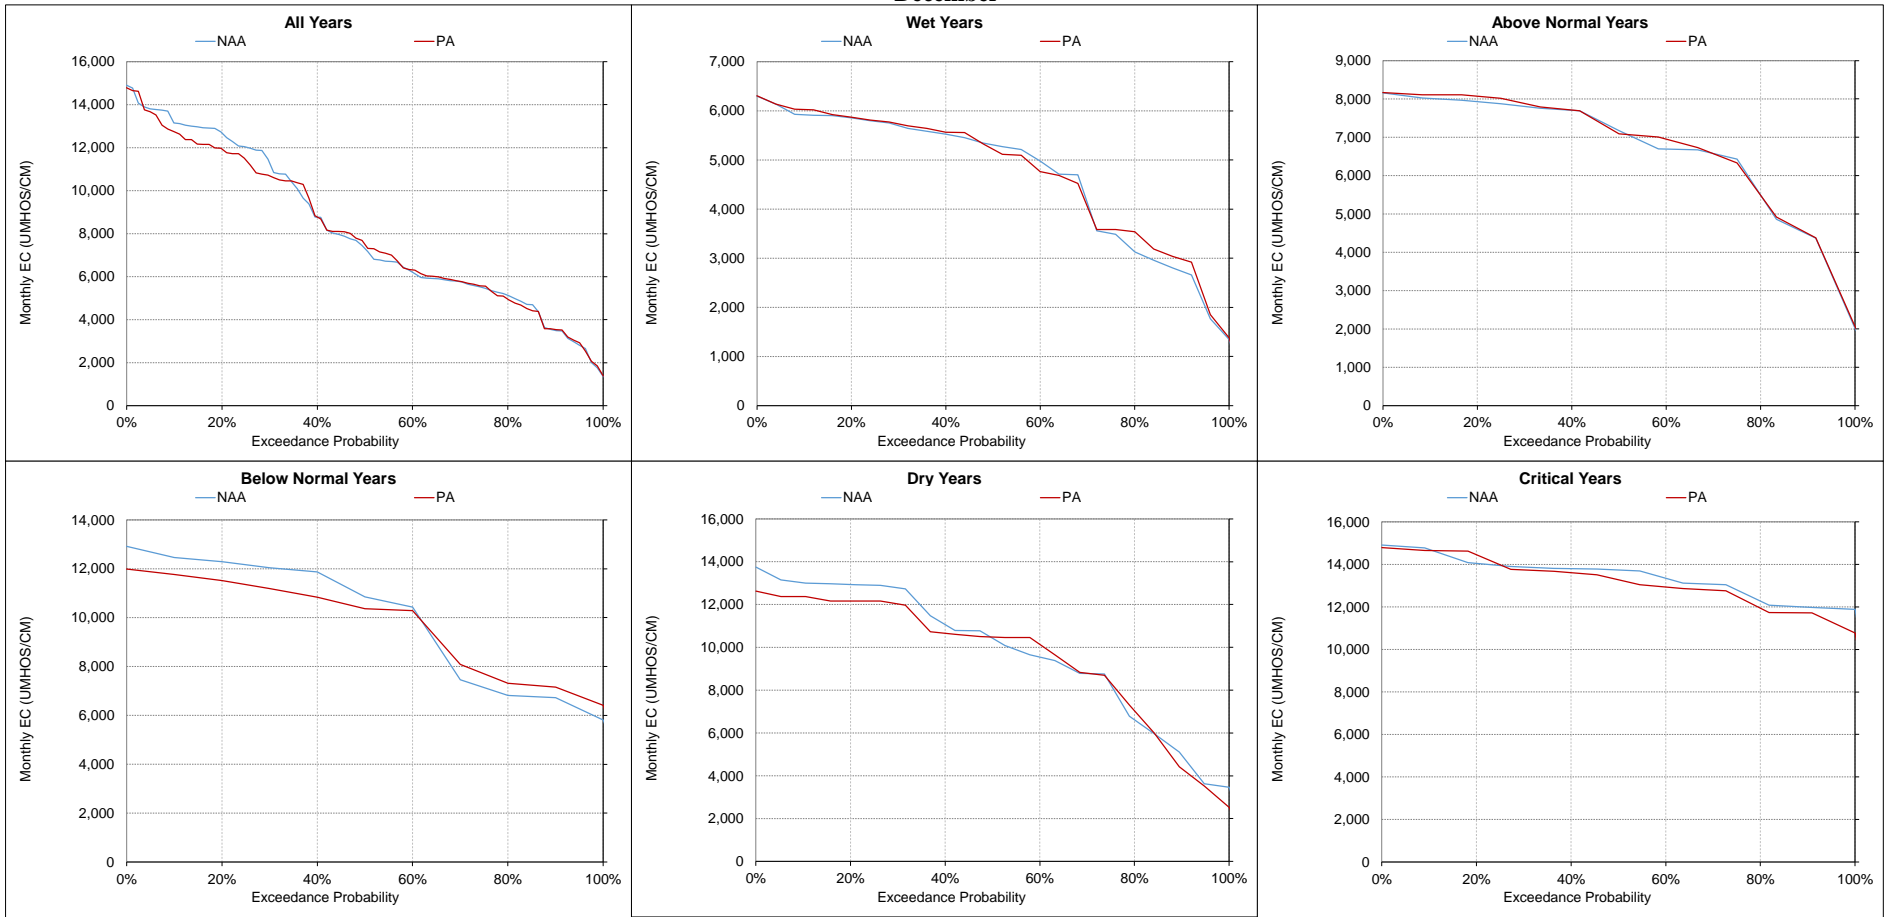 December
All Years
NAA PA
Monthly EC (UMHOS/CM)
16,000
14,000
12,000
10,000
8,000
6,000
4,000
2,000
0
0% 20% 40% 60% 80% 100%
Exceedance Probability
Wet Years
NAA PA
Monthly EC (UMHOS/CM)
7,000
6,000
5,000
4,000
3,000
2,000
1,000
0
0% 20% 40% 60% 80% 100%
Exceedance Probability
Above Normal Years
NAA PA
Monthly EC (UMHOS/CM)
9,000
8,000
7,000
6,000
5,000
4,000
3,000
2,000
1,000
0
0% 20% 40% 60% 80% 100%
Exceedance Probability
Below Normal Years
NAA PA
Monthly EC (UMHOS/CM)
14,000
12,000
10,000
8,000
6,000
4,000
2,000
0
0% 20% 40% 60% 80% 100%
Exceedance Probability
Dry Years
NAA PA
Monthly EC (UMHOS/CM)
16,000
14,000
12,000
10,000
8,000
6,000
4,000
2,000
0
0% 20% 40% 60% 80% 100%
Exceedance Probability
Critical Years
NAA PA
Monthly EC (UMHOS/CM)
16,000
14,000
12,000
10,000
8,000
6,000
4,000
2,000
0
0% 20% 40% 60% 80% 100%
Exceedance Probability